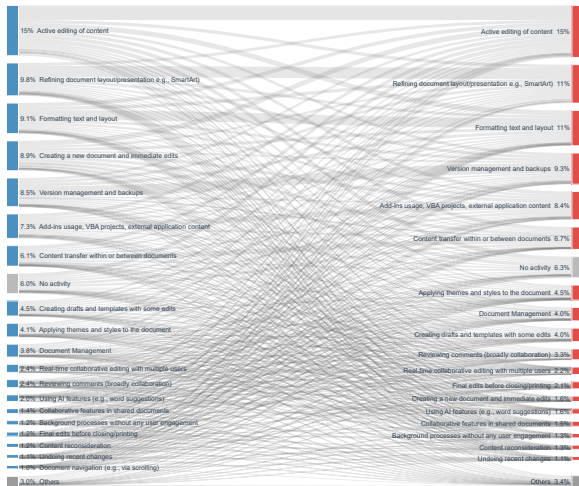 15% Active editing of content
9.8% Refining document layout/presentation e.g., SmartArt)
9.1% Formatting text and layout
8.9% Creating a new document and immediate edits
8.5% Version management and backups
7.3% Add-ins usage, VBA projects, external application content
6.1% Content transfer within or between documents
6.0% No activity
4.5% Creating drafts and templates with some edits
4.1% Applying themes and styles to the document
3.8% Document Management
2.4% Real-time collaborative editing with multiple users
2.4% Reviewing comments (broadly collaboration)
2.0% Using AI features (e.g., word suggestions)
1.4% Collaborative features in shared documents
1.2% Background processes without any user engagement
1.2% Final edits before closing/printing
1.2% Content reconsideration
1.1% Undoing recent changes
1.0% Document navigation (e.g., via scrolling)
3.0% Others
Active editing of content 15%
Refining document layout/presentation e.g., SmartArt) 11%
Formatting text and layout 11%
Version management and backups 9.3%
Add-ins usage, VBA projects, external application content 8.4%
Content transfer within or between documents 6.7%
No activity 6.3%
Applying themes and styles to the document 4.5%
Document Management 4.0%
Creating drafts and templates with some edits 4.0%
Reviewing comments (broadly collaboration) 3.3%
Real-time collaborative editing with multiple users 2.2%
Final edits before closing/printing 2.1%
Creating a new document and immediate edits 1.6%
Using AI features (e.g., word suggestions) 1.6%
Collaborative features in shared documents 1.5%
Background processes without any user engagement 1.3%
Content reconsideration 1.3%
Undoing recent changes 1.1%
Others 3.4%